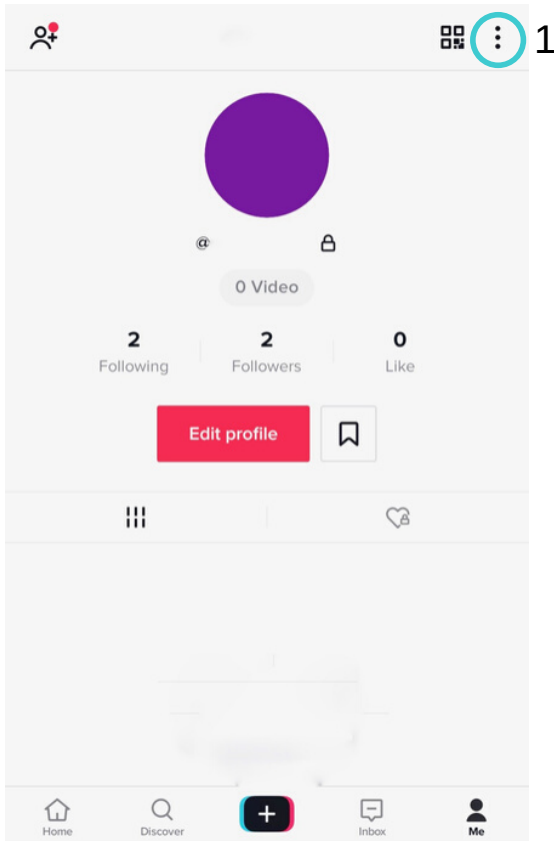 1
@
0 Video
2 2 0
Following Followers Like
Edit profile
Home Discover Inbox Me